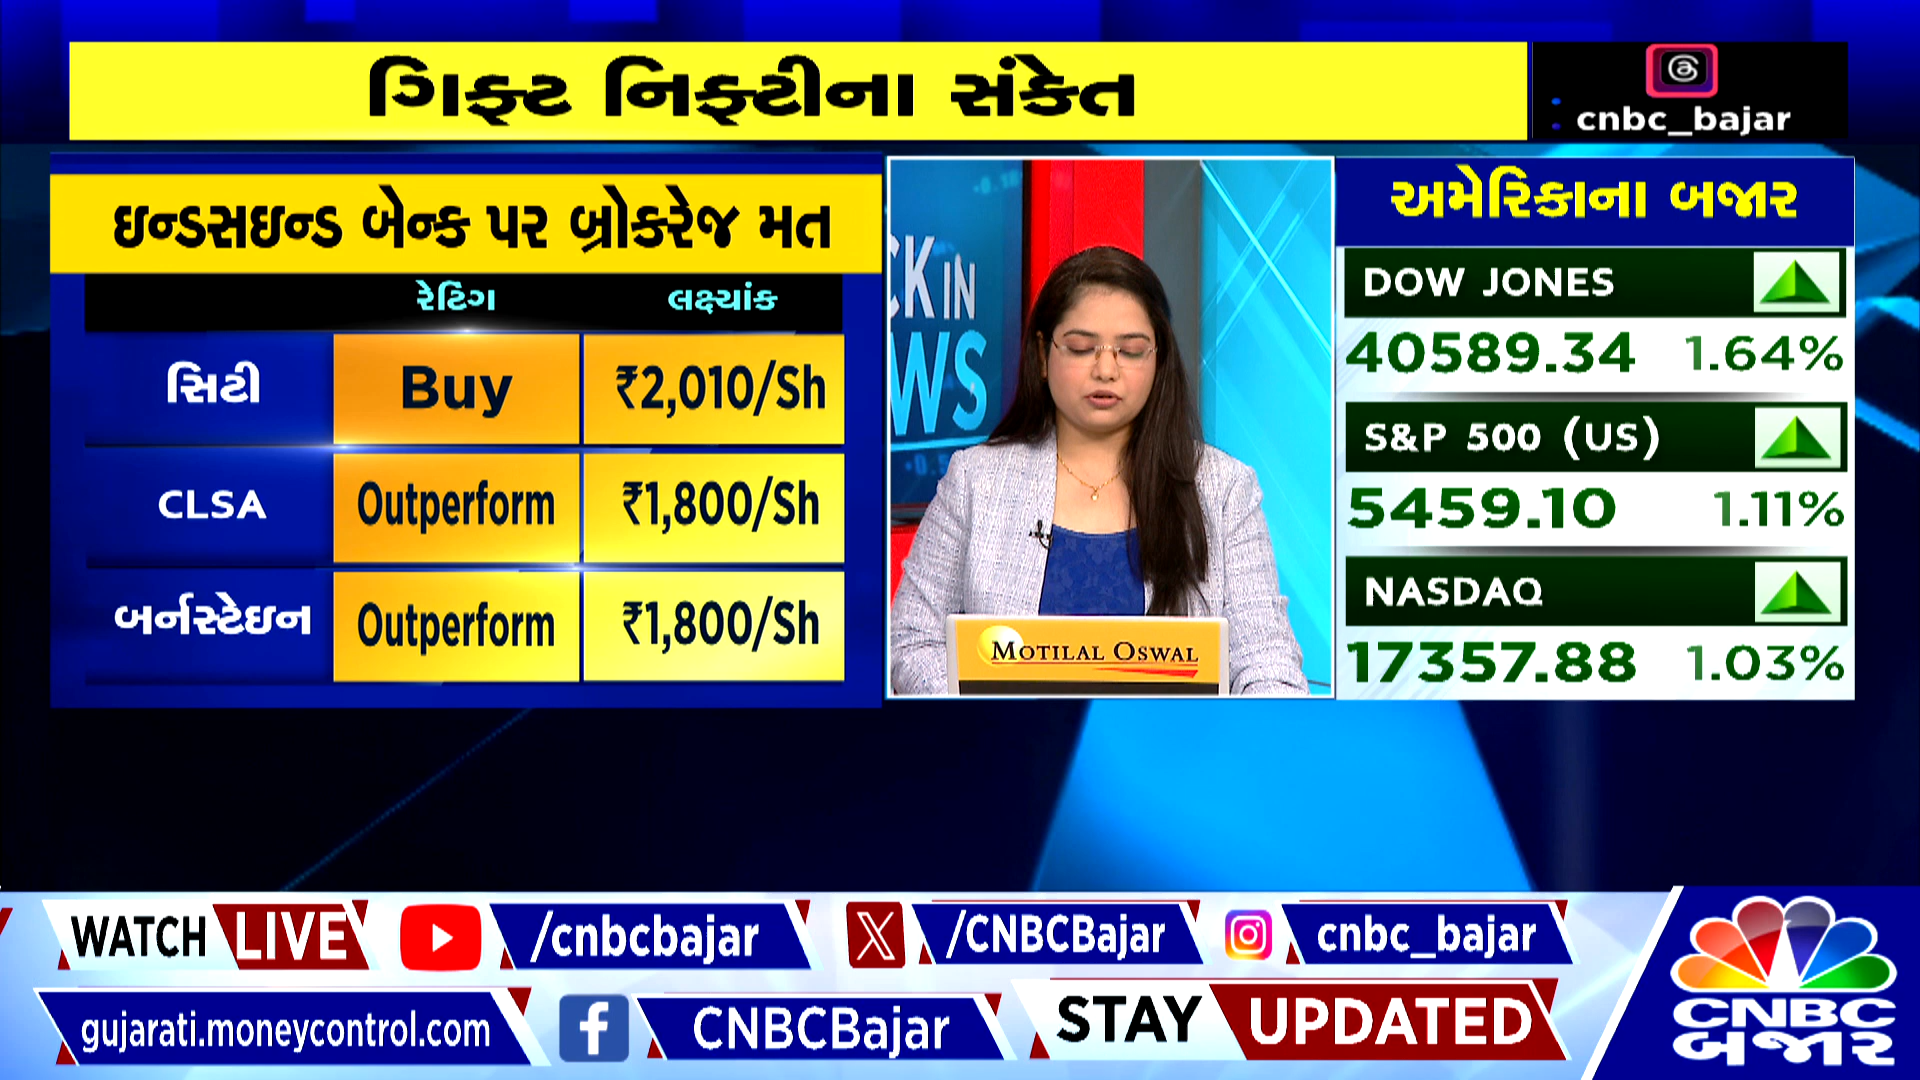 ગિફ્ટ નિફ્ટીના સંકેત
: cnbc_bajar
ઇન્ડસઇન્ડ બેન્ક પર બ્રોકરેજ મત
રેટિંગ લક્ષ્યાંક
સિટી Buy ₹2,010/Sh
CLSA Outperform ₹1,800/Sh
બર્નસ્ટેઇન Outperform ₹1,800/Sh
CK IN
WS
MOTILAL OSWAL
અમેરિકાના બજાર
DOW JONES
40589.34 1.64%
S&P 500 (US)
5459.10 1.11%
NASDAQ
17357.88 1.03%
WATCH LIVE /cnbcbajar /CNBCBajar cnbc_bajar
gujarati.moneycontrol.com CNBCBajar STAY UPDATED
CNBC
બજાર